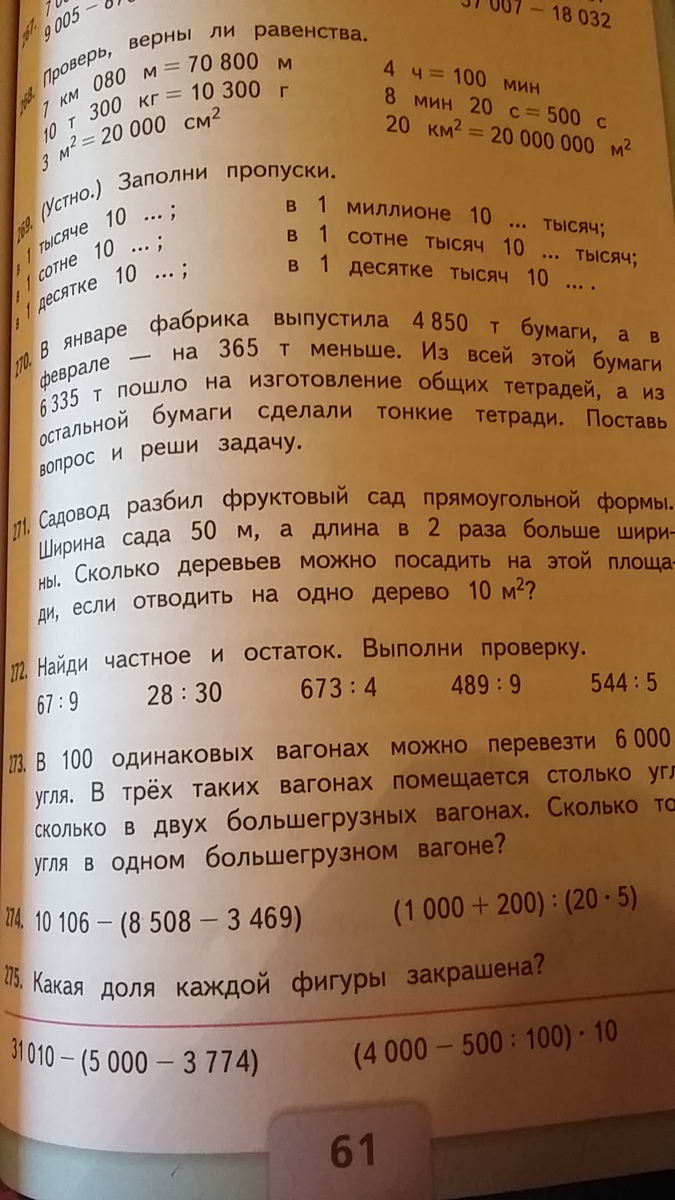 267.
9 005 –
37 007 – 18 032
268. Проверь, верны ли равенства.
7 км 080 м = 70 800 м
4 ч = 100 мин
10 т 300 кг = 10 300 г
8 мин 20 с = 500 с
3 м² = 20 000 см²
20 км² = 20 000 000 м²
269. (Устно.) Заполни пропуски.
в 1 тысяче 10 ... ;
в 1 миллионе 10 ... тысяч;
в 1 сотне 10 ... ;
в 1 сотне тысяч 10 ... тысяч;
в 1 десятке 10 ... ;
в 1 десятке тысяч 10 ... .
270. В январе фабрика выпустила 4 850 т бумаги, а в
феврале — на 365 т меньше. Из всей этой бумаги
6 335 т пошло на изготовление общих тетрадей, а из
остальной бумаги сделали тонкие тетради. Поставь
вопрос и реши задачу.
271. Садовод разбил фруктовый сад прямоугольной формы.
Ширина сада 50 м, а длина в 2 раза больше шири-
ны. Сколько деревьев можно посадить на этой площа-
ди, если отводить на одно дерево 10 м²?
272. Найди частное и остаток. Выполни проверку.
67 : 9 28 : 30 673 : 4 489 : 9 544 : 5
273. В 100 одинаковых вагонах можно перевезти 6 000
угля. В трёх таких вагонах помещается столько угл
сколько в двух большегрузных вагонах. Сколько то
угля в одном большегрузном вагоне?
274. 10 106 – (8 508 – 3 469) (1 000 + 200) : (20 · 5)
275. Какая доля каждой фигуры закрашена?
31 010 – (5 000 – 3 774) (4 000 – 500 : 100) · 10
61